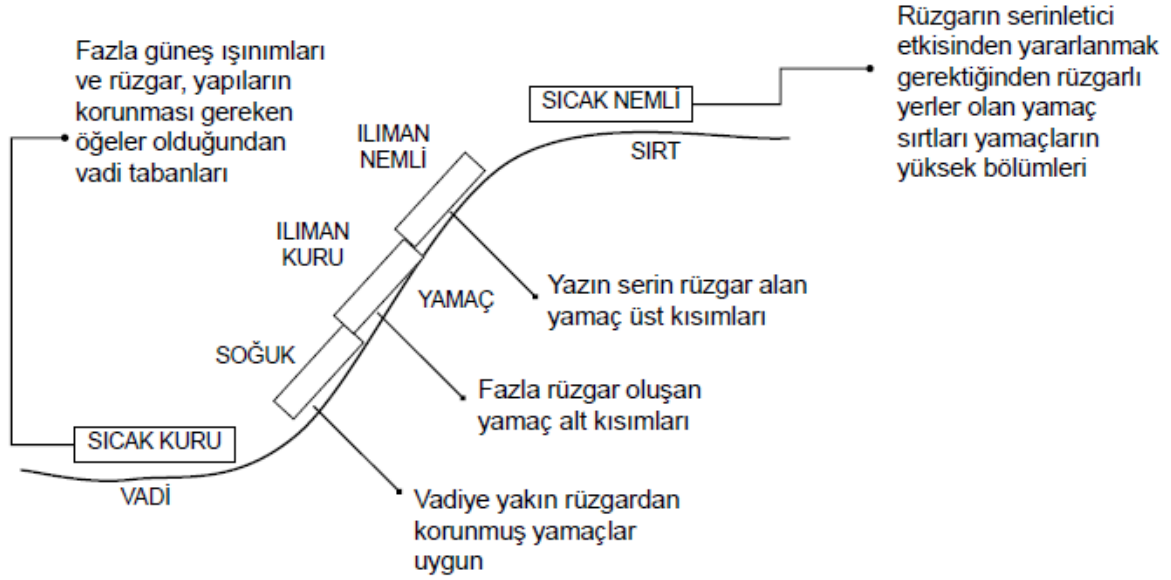 Fazla güneş ışınımları
ve rüzgar, yapıların
korunması gereken
öğeler olduğundan
vadi tabanları
Rüzgarın serinletici
etkisinden yararlanmak
gerektiğinden rüzgarlı
yerler olan yamaç
sırtları yamaçların
yüksek bölümleri
SICAK NEMLİ
SIRT
ILIMAN
NEMLİ
ILIMAN
KURU
YAMAÇ
Yazın serin rüzgar alan
yamaç üst kısımları
SOĞUK
Fazla rüzgar oluşan
yamaç alt kısımları
SICAK KURU
VADİ
Vadiye yakın rüzgardan
korunmuş yamaçlar
uygun